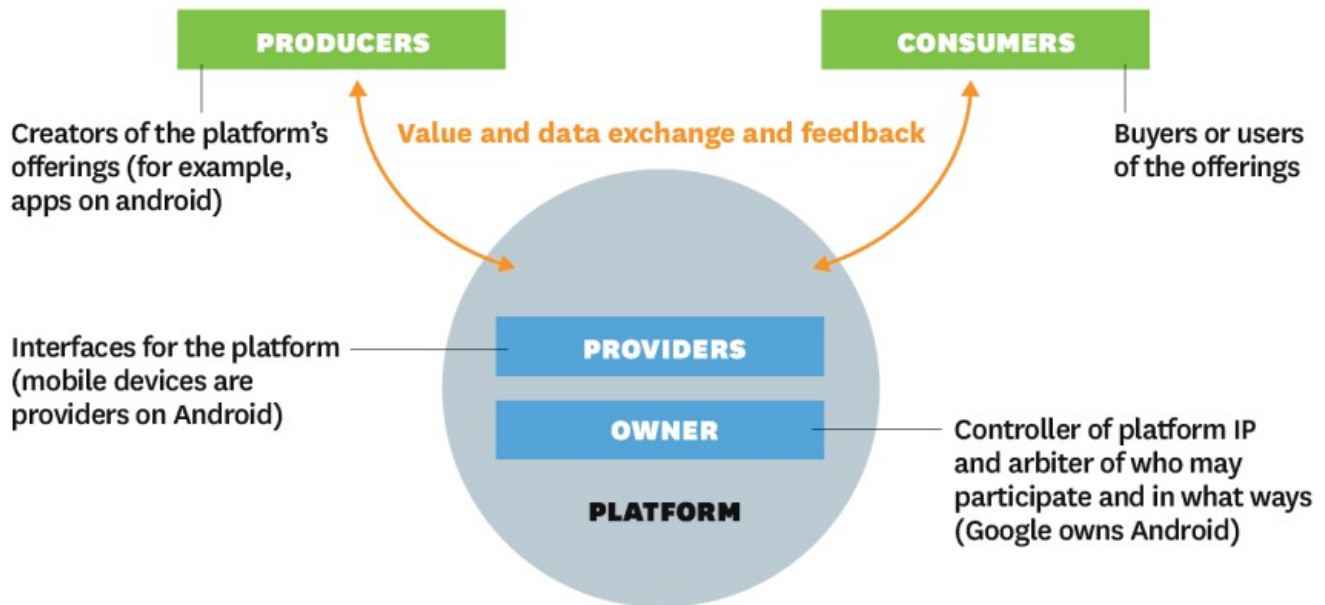 PRODUCERS
CONSUMERS
Creators of the platform's
offerings (for example,
apps on android)
Value and data exchange and feedback
Buyers or users
of the offerings
Interfaces for the platform
(mobile devices are
providers on Android)
PROVIDERS
OWNER
PLATFORM
Controller of platform IP
and arbiter of who may
participate and in what ways
(Google owns Android)